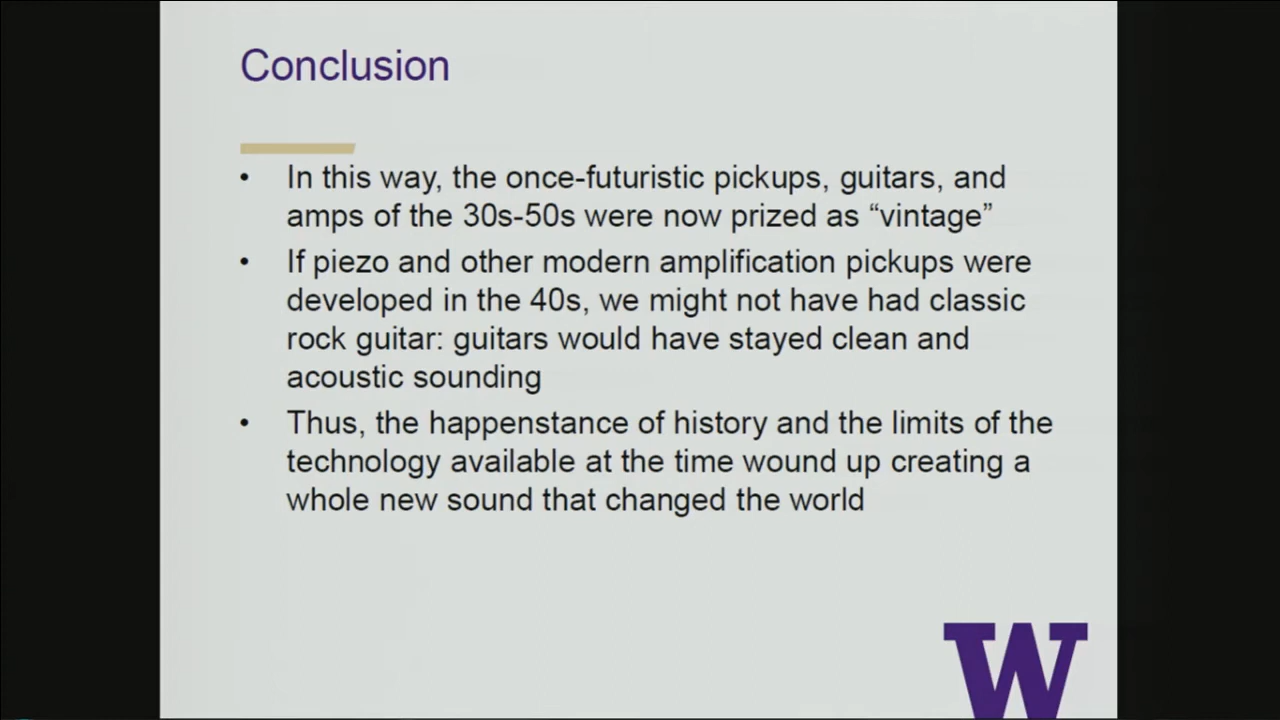 Conclusion
• In this way, the once-futuristic pickups, guitars, and
amps of the 30s-50s were now prized as “vintage”
• If piezo and other modern amplification pickups were
developed in the 40s, we might not have had classic
rock guitar: guitars would have stayed clean and
acoustic sounding
• Thus, the happenstance of history and the limits of the
technology available at the time wound up creating a
whole new sound that changed the world
W